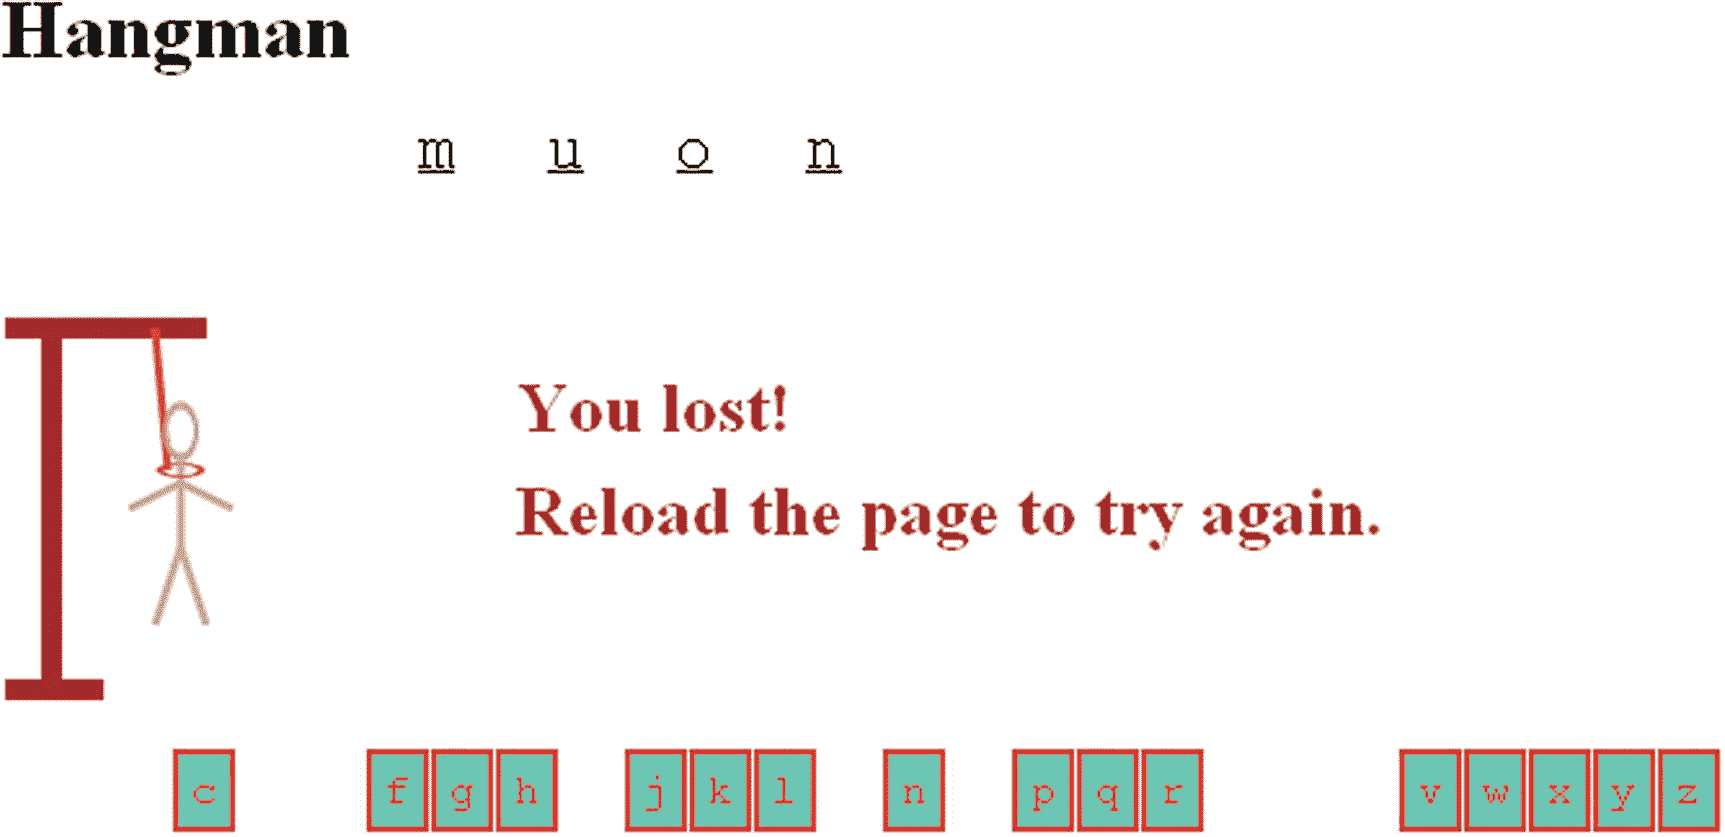 Hangman
m u o n
You lost!
Reload the page to try again.
c f g h j k l n p q r v w x y z